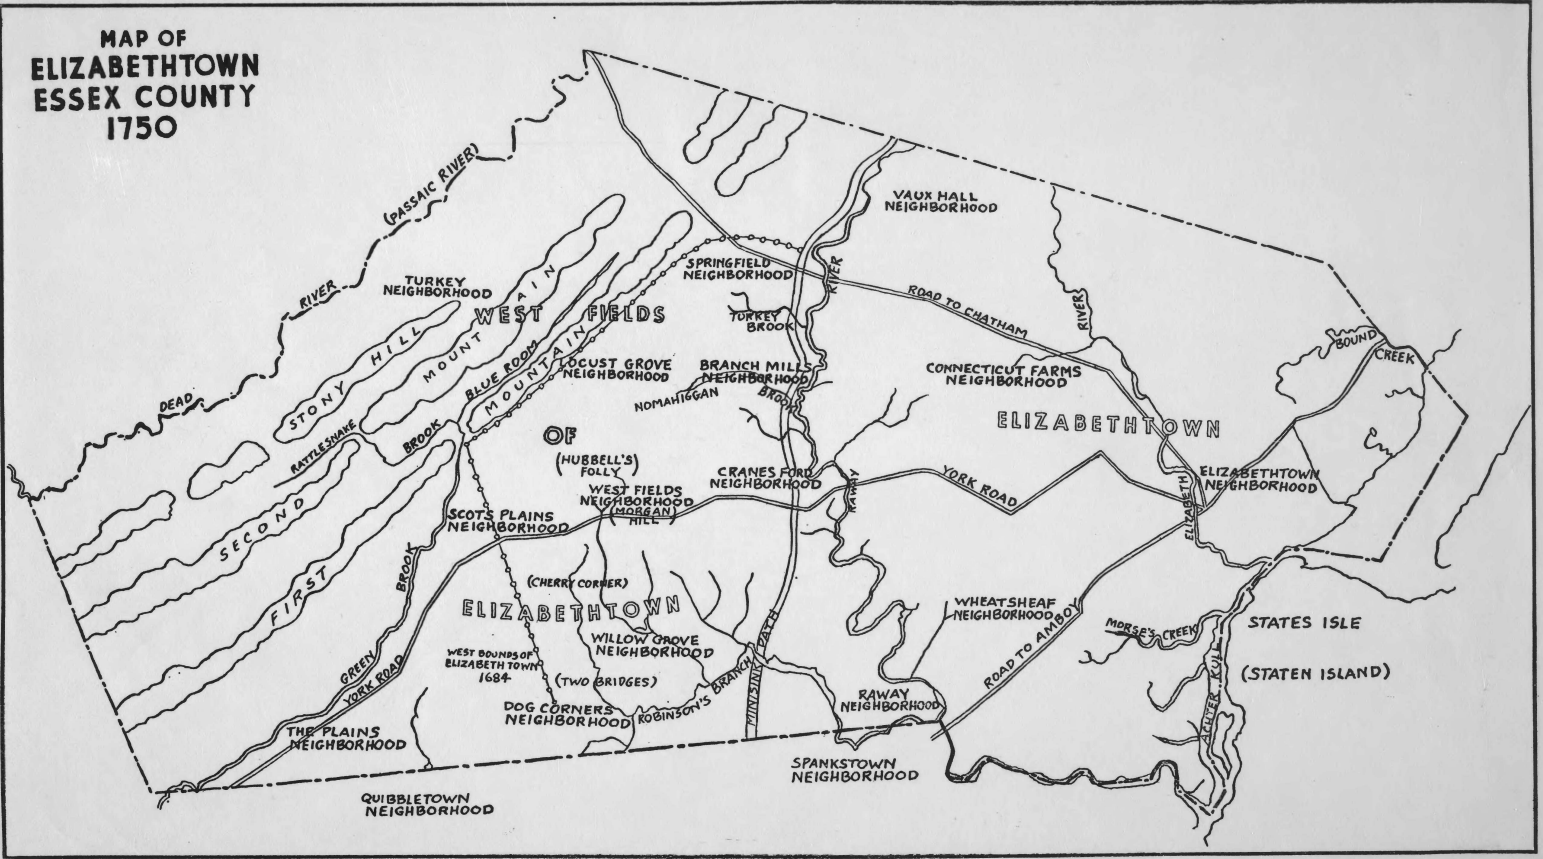 MAP OF
ELIZABETHTOWN
ESSEX COUNTY
1750
(PASSAIC RIVER)
VAUX HALL
NEIGHBORHOOD
TURKEY
NEIGHBORHOOD
SPRINGFIELD
NEIGHBORHOOD
RIVER
RIVER
ROAD TO CHATHAM
RIVER
WEST FIELDS
TURKEY
BROOK
BOUND
CREEK
STONY HILL
MOUNT AIN
BLUE ROOM
MOUNTAIN
LOCUST GROVE
NEIGHBORHOOD
BRANCH MILLS
NEIGHBORHOOD
CONNECTICUT FARMS
NEIGHBORHOOD
DEAD
NOMAHIGGAN
BROOK
ELIZABETHTOWN
RATTLESNAKE
BROOK
OF
(HUBBELL'S)
FOLLY
CRANES FORD
NEIGHBORHOOD
RAWAY
YORK ROAD
ELIZABETHTOWN
NEIGHBORHOOD
WEST FIELDS
NEIGHBORHOOD
(MORGAN)
HILL
ELIZABETH
SECOND
SCOTS PLAINS
NEIGHBORHOOD
FIRST
BROOK
(CHERRY CORNER)
ELIZABETHTOWN
WHEATSHEAF
NEIGHBORHOOD
MORSE'S CREEK
STATES ISLE
(STATEN ISLAND)
WILLOW GROVE
NEIGHBORHOOD
PATH
ROAD TO AMBOY
WEST BOUNDS OF
ELIZABETH TOWN
1684
GREEN
YORK ROAD
(TWO BRIDGES)
BRANCH
ROBINSON'S
MINISINK
RAWAY
NEIGHBORHOOD
ACHTER KULL
DOG CORNERS
NEIGHBORHOOD
THE PLAINS
NEIGHBORHOOD
SPANKSTOWN
NEIGHBORHOOD
QUIBBLETOWN
NEIGHBORHOOD